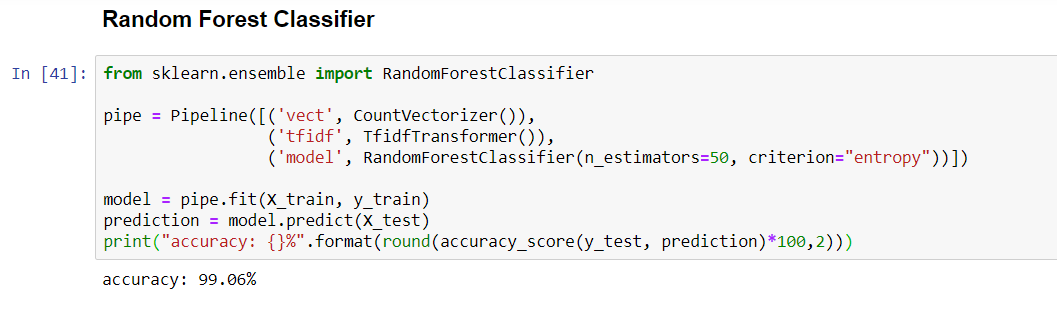 Random Forest Classifier
In [41]: from sklearn.ensemble import RandomForestClassifier
pipe = Pipeline([('vect', CountVectorizer()),
('tfidf', TfidfTransformer()),
('model', RandomForestClassifier(n_estimators=50, criterion="entropy"))])
model = pipe.fit(X_train, y_train)
prediction = model.predict(X_test)
print("accuracy: {}%".format(round(accuracy_score(y_test, prediction)*100,2)))
accuracy: 99.06%